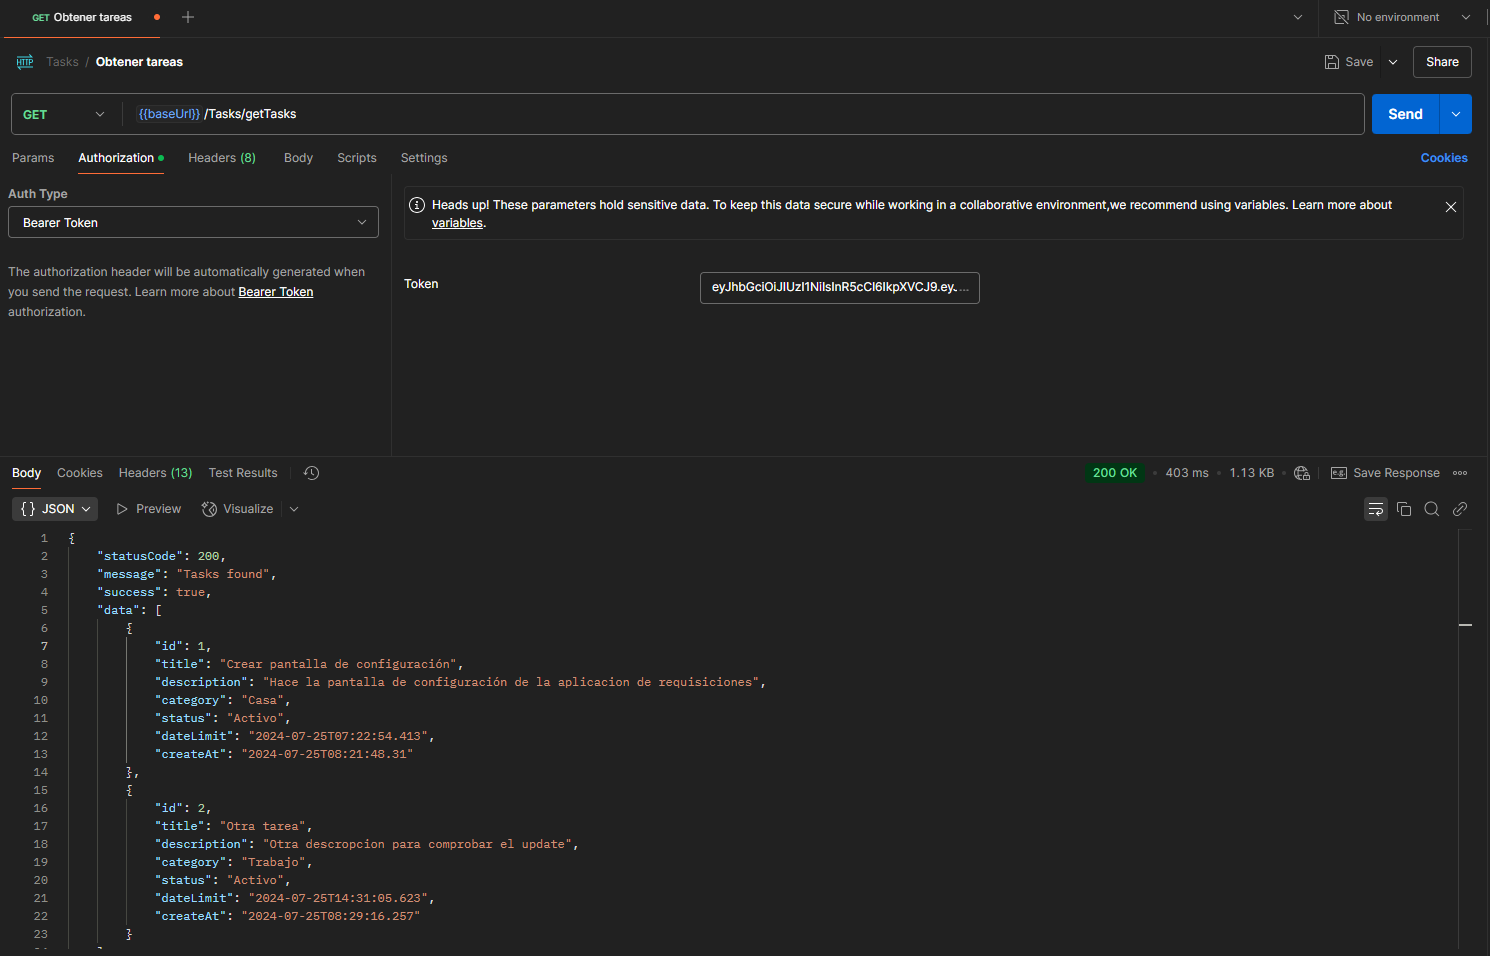 GET Obtener tareas
No environment
HTTP Tasks / Obtener tareas
Save
Share
GET {{baseUrl}} /Tasks/getTasks
Send
Params Authorization Headers (8) Body Scripts Settings
Cookies
Auth Type
Bearer Token
The authorization header will be automatically generated when
you send the request. Learn more about Bearer Token
authorization.
Heads up! These parameters hold sensitive data. To keep this data secure while working in a collaborative environment,we recommend using variables. Learn more about
variables.
Token
eyJhbGciOiJIUzI1NiIsInR5cCI6IkpXVCJ9.eyJ...
Body Cookies Headers (13) Test Results
200 OK • 403 ms • 1.13 KB
e.g. Save Response
{} JSON Preview Visualize
1 {
2 "statusCode": 200,
3 "message": "Tasks found",
4 "success": true,
5 "data": [
6 {
7 "id": 1,
8 "title": "Crear pantalla de configuración",
9 "description": "Hace la pantalla de configuración de la aplicacion de requisiciones",
10 "category": "Casa",
11 "status": "Activo",
12 "dateLimit": "2024-07-25T07:22:54.413",
13 "createAt": "2024-07-25T08:21:48.31"
14 },
15 {
16 "id": 2,
17 "title": "Otra tarea",
18 "description": "Otra descropcion para comprobar el update",
19 "category": "Trabajo",
20 "status": "Activo",
21 "dateLimit": "2024-07-25T14:31:05.623",
22 "createAt": "2024-07-25T08:29:16.257"
23 }